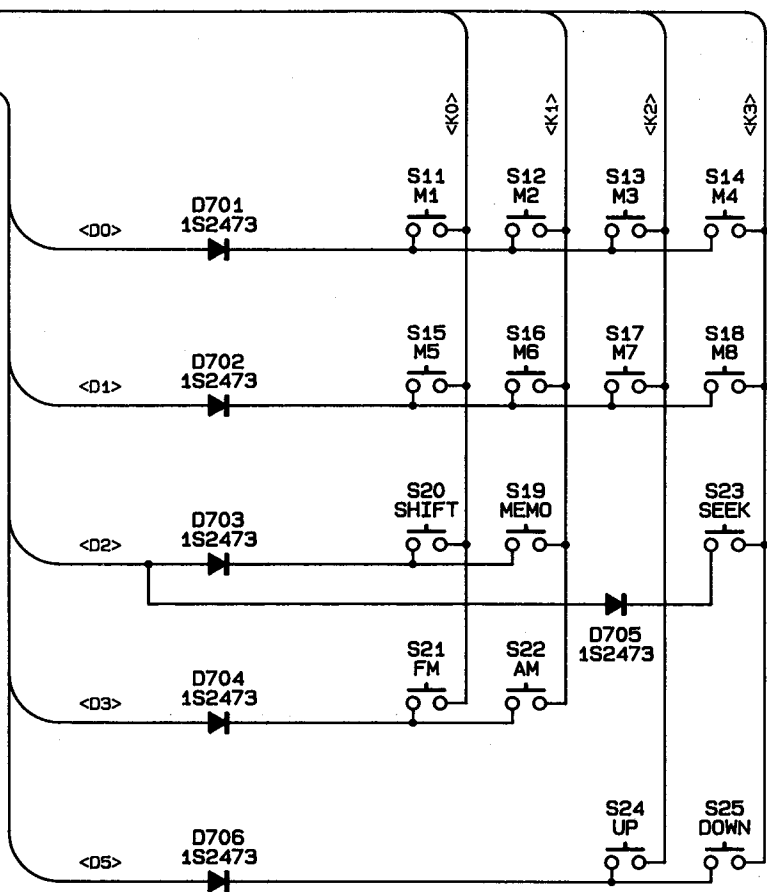 <K0>
<K1>
<K2>
<K3>
S11
M1
S12
M2
S13
M3
S14
M4
D701
1S2473
<D0>
S15
M5
S16
M6
S17
M7
S18
M8
D702
1S2473
<D1>
S20
SHIFT
S19
MEMO
S23
SEEK
D703
1S2473
<D2>
D705
1S2473
S21
FM
S22
AM
D704
1S2473
<D3>
S24
UP
S25
DOWN
D706
1S2473
<D5>